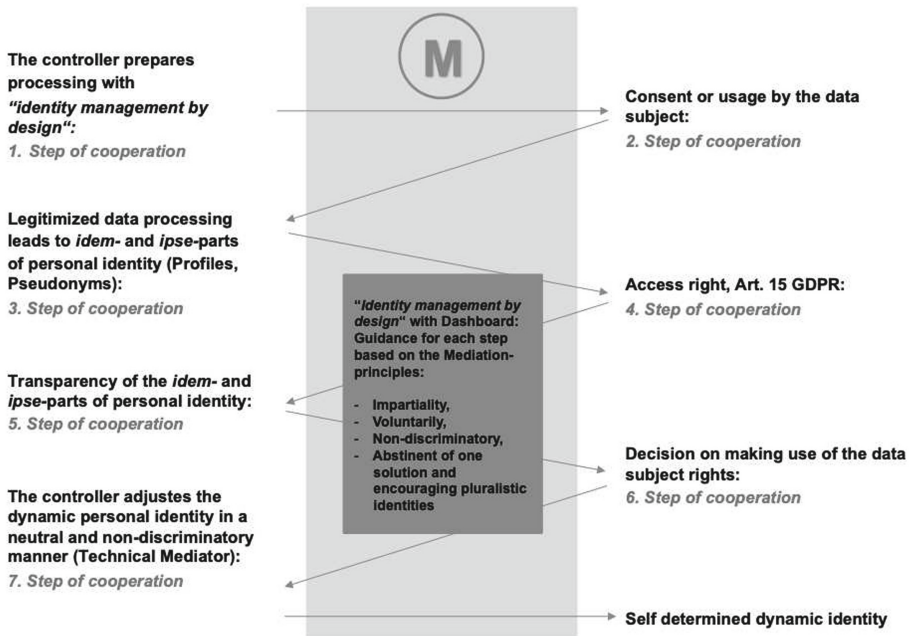 M
The controller prepares
processing with
“identity management by
design“:
1. Step of cooperation
Consent or usage by the data
subject:
2. Step of cooperation
Legitimized data processing
leads to idem- and ipse-parts
of personal identity (Profiles,
Pseudonyms):
3. Step of cooperation
Access right, Art. 15 GDPR:
4. Step of cooperation
“Identity management by
design“ with Dashboard:
Guidance for each step
based on the Mediation-
principles:
- Impartiality,
- Voluntarily,
- Non-discriminatory,
- Abstinent of one
solution and
encouraging pluralistic
identities
Transparency of the idem- and
ipse-parts of personal identity:
5. Step of cooperation
Decision on making use of the data
subject rights:
6. Step of cooperation
The controller adjustes the
dynamic personal identity in a
neutral and non-discriminatory
manner (Technical Mediator):
7. Step of cooperation
Self determined dynamic identity